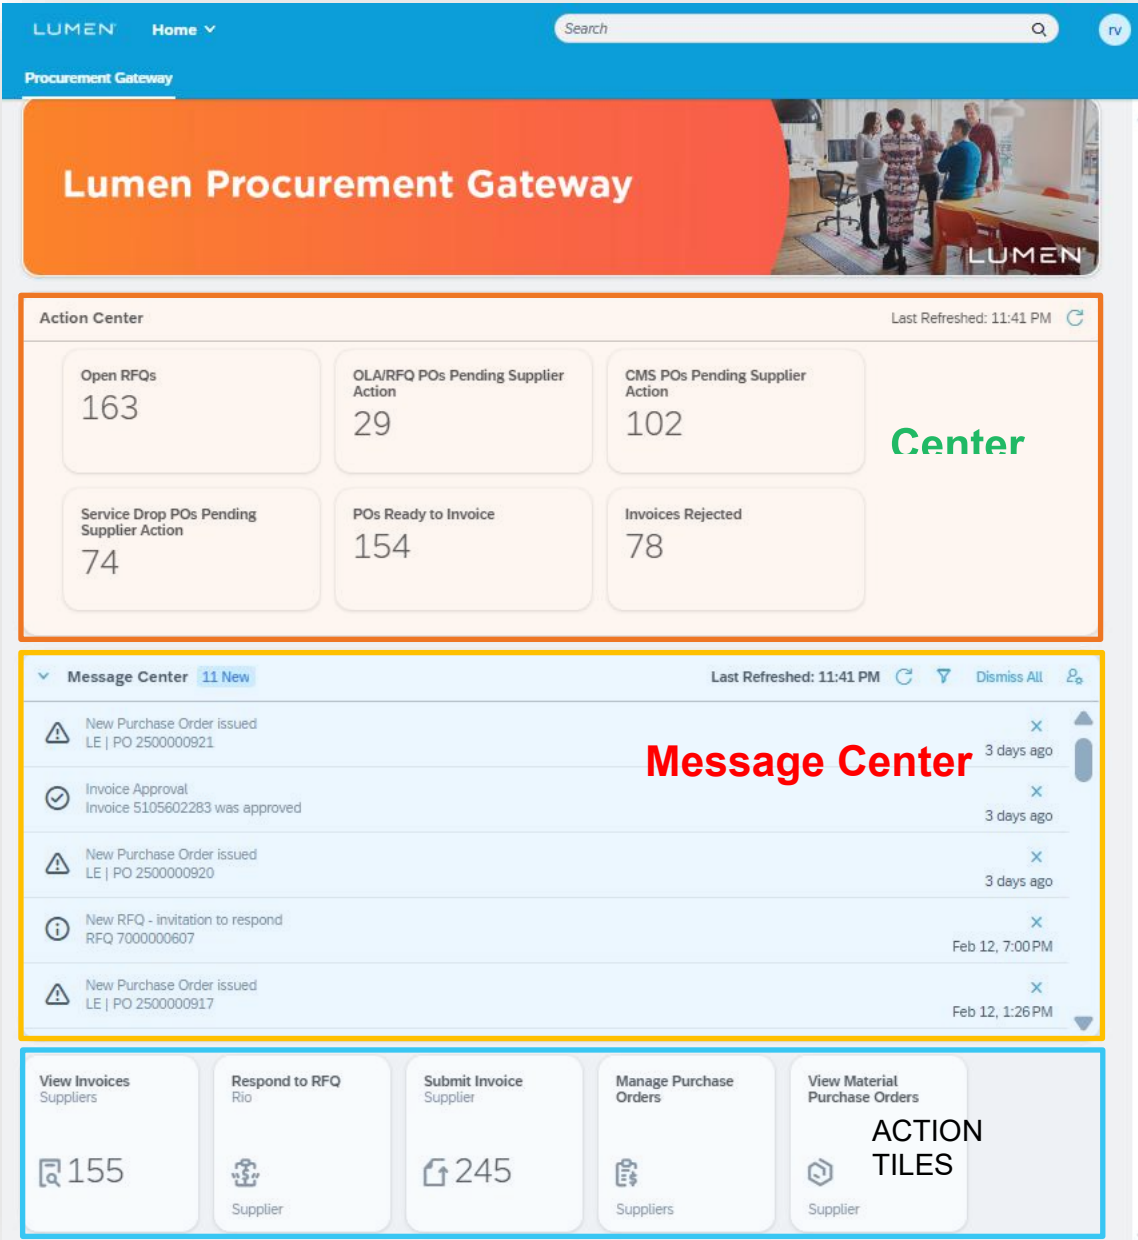 LUMEN Home
Search
rv
Procurement Gateway
Lumen Procurement Gateway
LUMEN
Action Center
Last Refreshed: 11:41 PM
Open RFQs
163
OLA/RFQ POs Pending Supplier
Action
29
CMS POs Pending Supplier
Action
102
Center
Service Drop POs Pending
Supplier Action
74
POs Ready to Invoice
154
Invoices Rejected
78
Message Center 11 New
Last Refreshed: 11:41 PM
Dismiss All
New Purchase Order issued
LE | PO 2500000921
3 days ago
Message Center
Invoice Approval
Invoice 5105602283 was approved
3 days ago
New Purchase Order issued
LE | PO 2500000920
3 days ago
New RFQ - invitation to respond
RFQ 7000000607
Feb 12, 7:00 PM
New Purchase Order issued
LE | PO 2500000917
Feb 12, 1:26 PM
View Invoices
Suppliers
155
Respond to RFQ
Rio
Supplier
Submit Invoice
Supplier
245
Manage Purchase
Orders
Suppliers
View Material
Purchase Orders
Supplier
ACTION
TILES